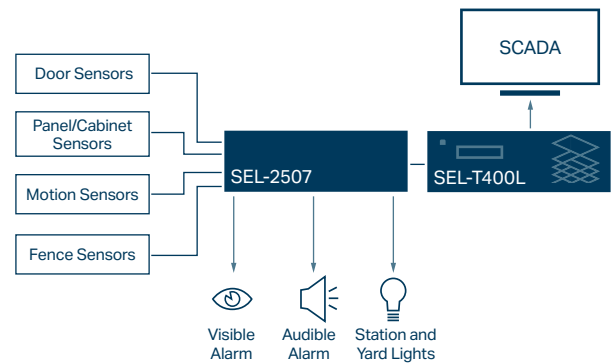 SCADA
Door Sensors
Panel/Cabinet
Sensors
Motion Sensors
Fence Sensors
SEL-2507
SEL-T400L
Visible
Alarm
Audible
Alarm
Station and
Yard Lights